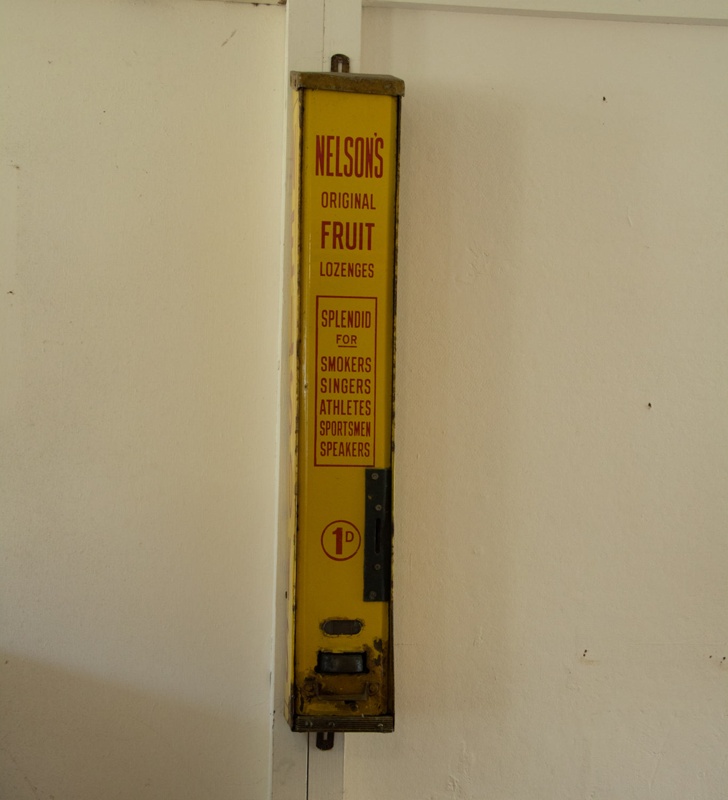 NELSON'S
ORIGINAL
FRUIT
LOZENGES
SPLENDID
FOR
SMOKERS
SINGERS
ATHLETES
SPORTSMEN
SPEAKERS
1D